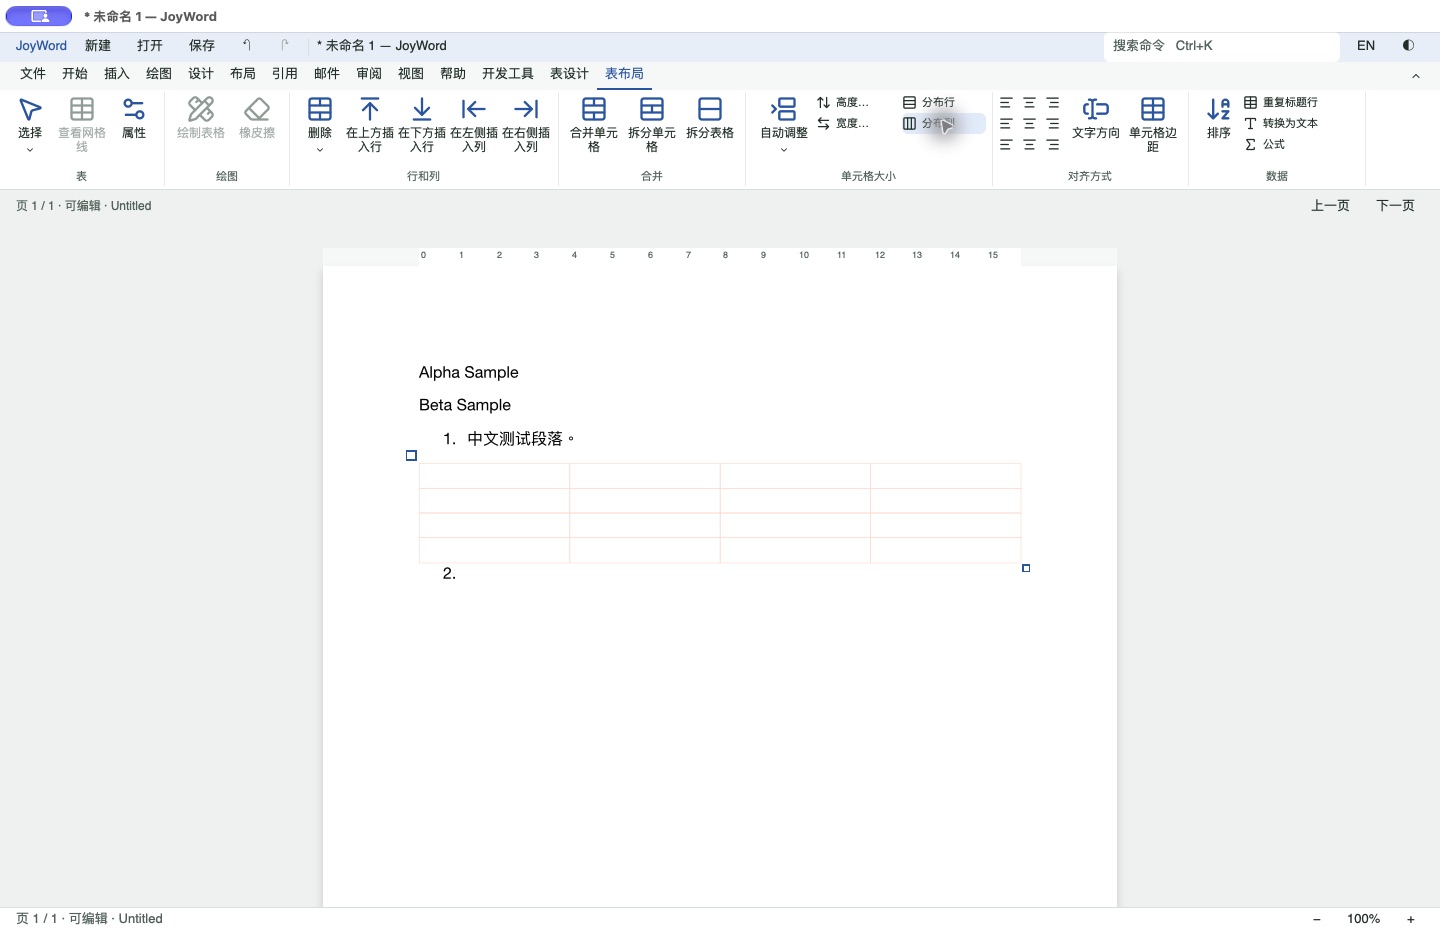 * 未命名 1 — JoyWord
JoyWord 新建 打开 保存 * 未命名 1 — JoyWord 搜索命令 Ctrl+K EN
文件 开始 插入 绘图 设计 布局 引用 邮件 审阅 视图 帮助 开发工具 表设计 表布局
选择 查看网格线 属性
表
绘制表格 橡皮擦
绘图
删除 在上方插入行 在下方插入行 在左侧插入列 在右侧插入列
行和列
合并单元格 拆分单元格 拆分表格
合并
自动调整 高度... 宽度... 分布行 分布
单元格大小
文字方向 单元格边距
对齐方式
排序 重复标题行 转换为文本 公式
数据
页 1 / 1 · 可编辑 · Untitled 上一页 下一页
0 1 2 3 4 5 6 7 8 9 10 11 12 13 14 15
Alpha Sample
Beta Sample
1. 中文测试段落。
2.
页 1 / 1 · 可编辑 · Untitled − 100% +